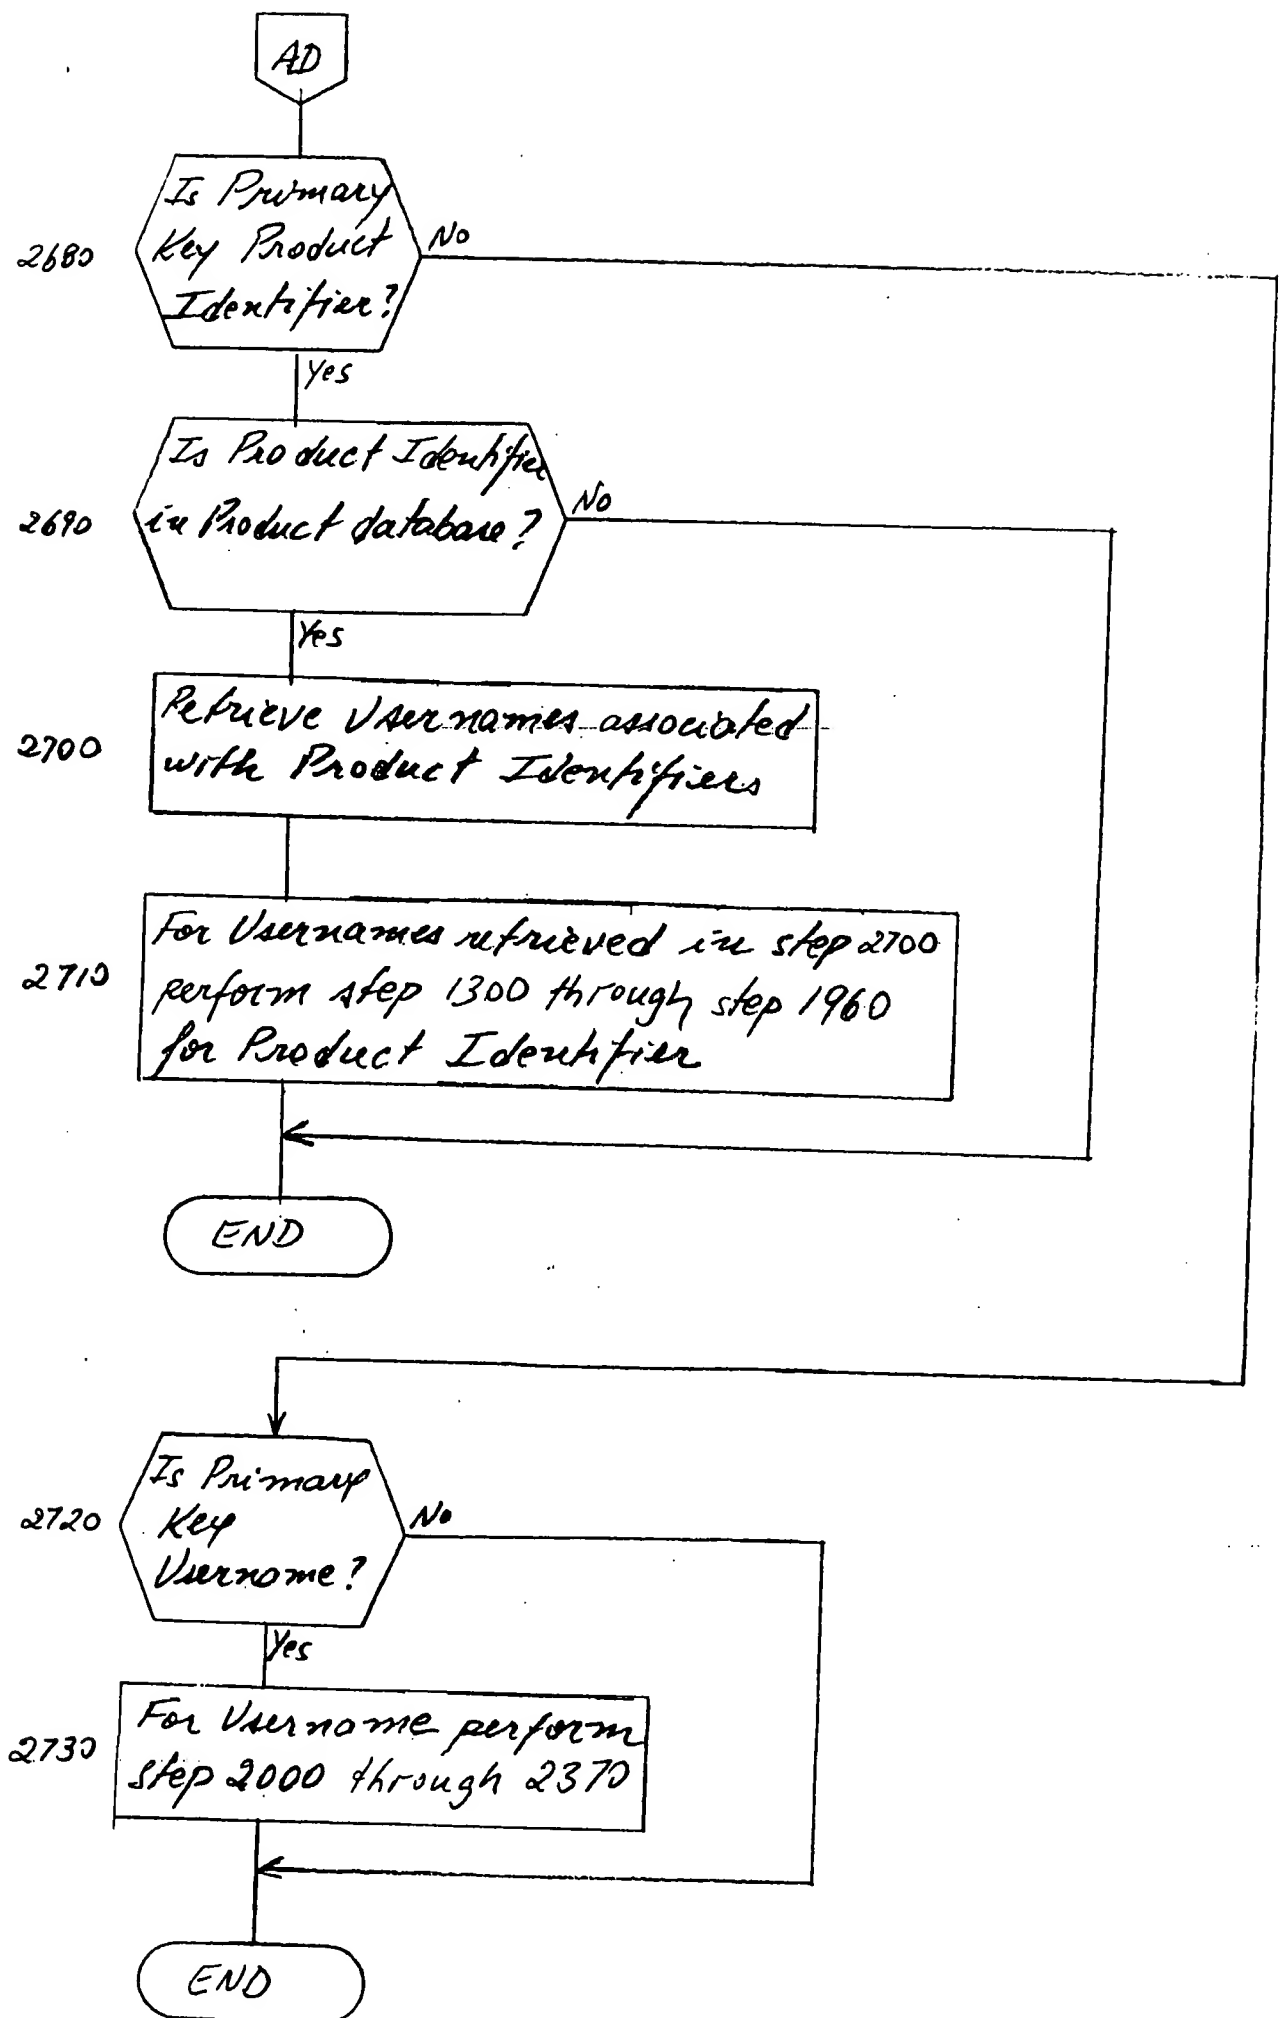 AD
Is Primary
2680 Key Product No
Identifier?
Yes
Is Product Identifier
2690 in Product database? No
Yes
Retrieve Usernames associated
2700 with Product Identifiers
For Usernames retrieved in step 2700
2710 perform step 1300 through step 1960
for Product Identifier
END
Is Primary
2720 Key No
Username?
Yes
For Username perform
2730 step 2000 through 2370
END